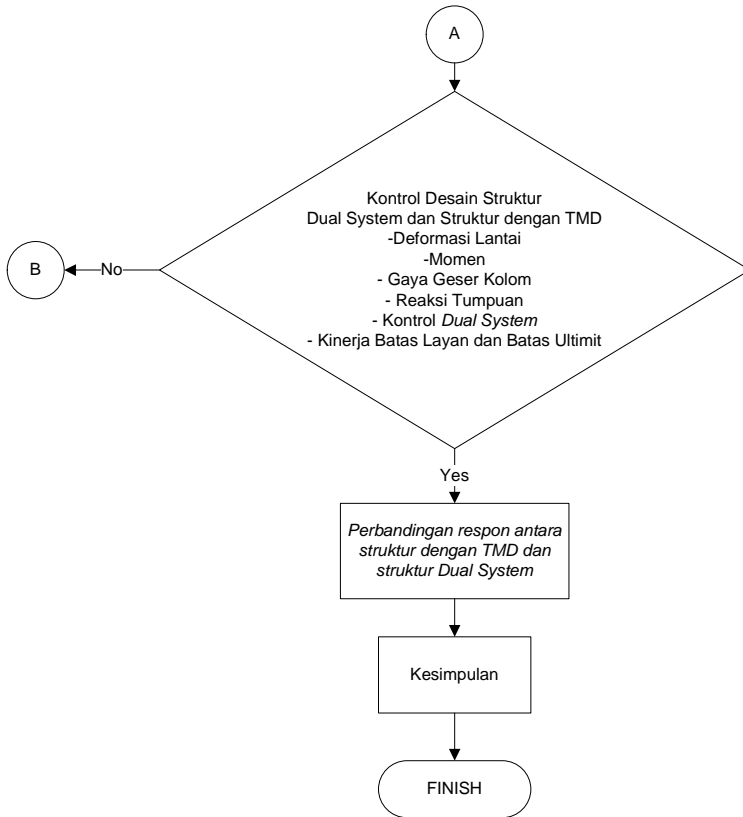 A
Kontrol Desain Struktur
Dual System dan Struktur dengan TMD
-Deformasi Lantai
-Momen
- Gaya Geser Kolom
- Reaksi Tumpuan
- Kontrol Dual System
- Kinerja Batas Layan dan Batas Ultimit
B
No
Yes
Perbandingan respon antara
struktur dengan TMD dan
struktur Dual System
Kesimpulan
FINISH